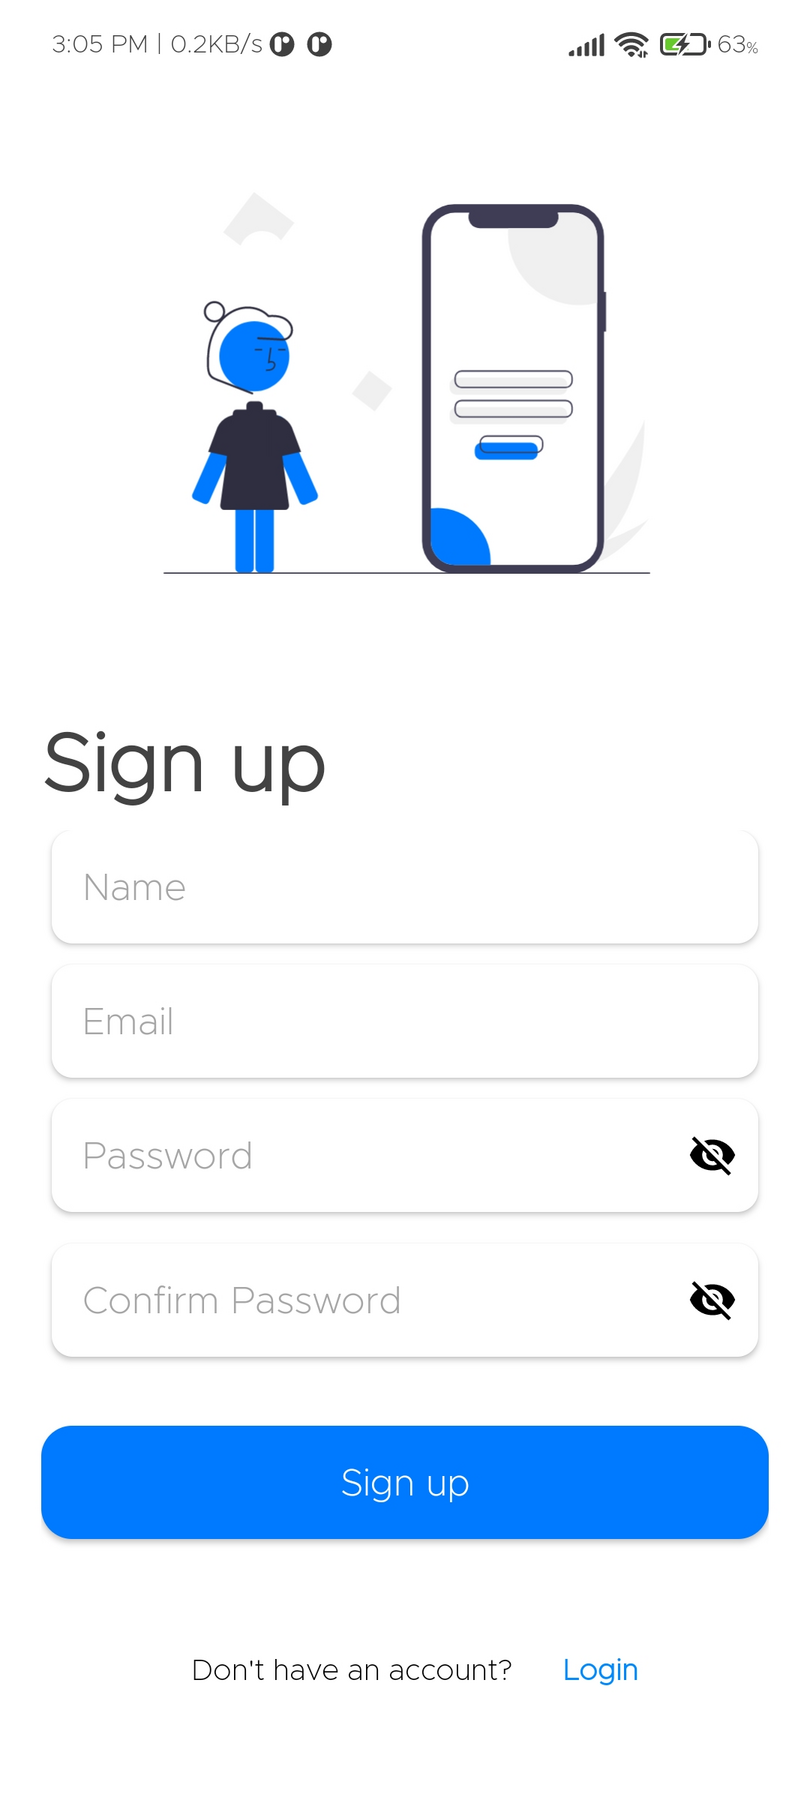 3:05 PM | 0.2KB/s 63%
Sign up
Name
Email
Password
Confirm Password
Sign up
Don't have an account? Login